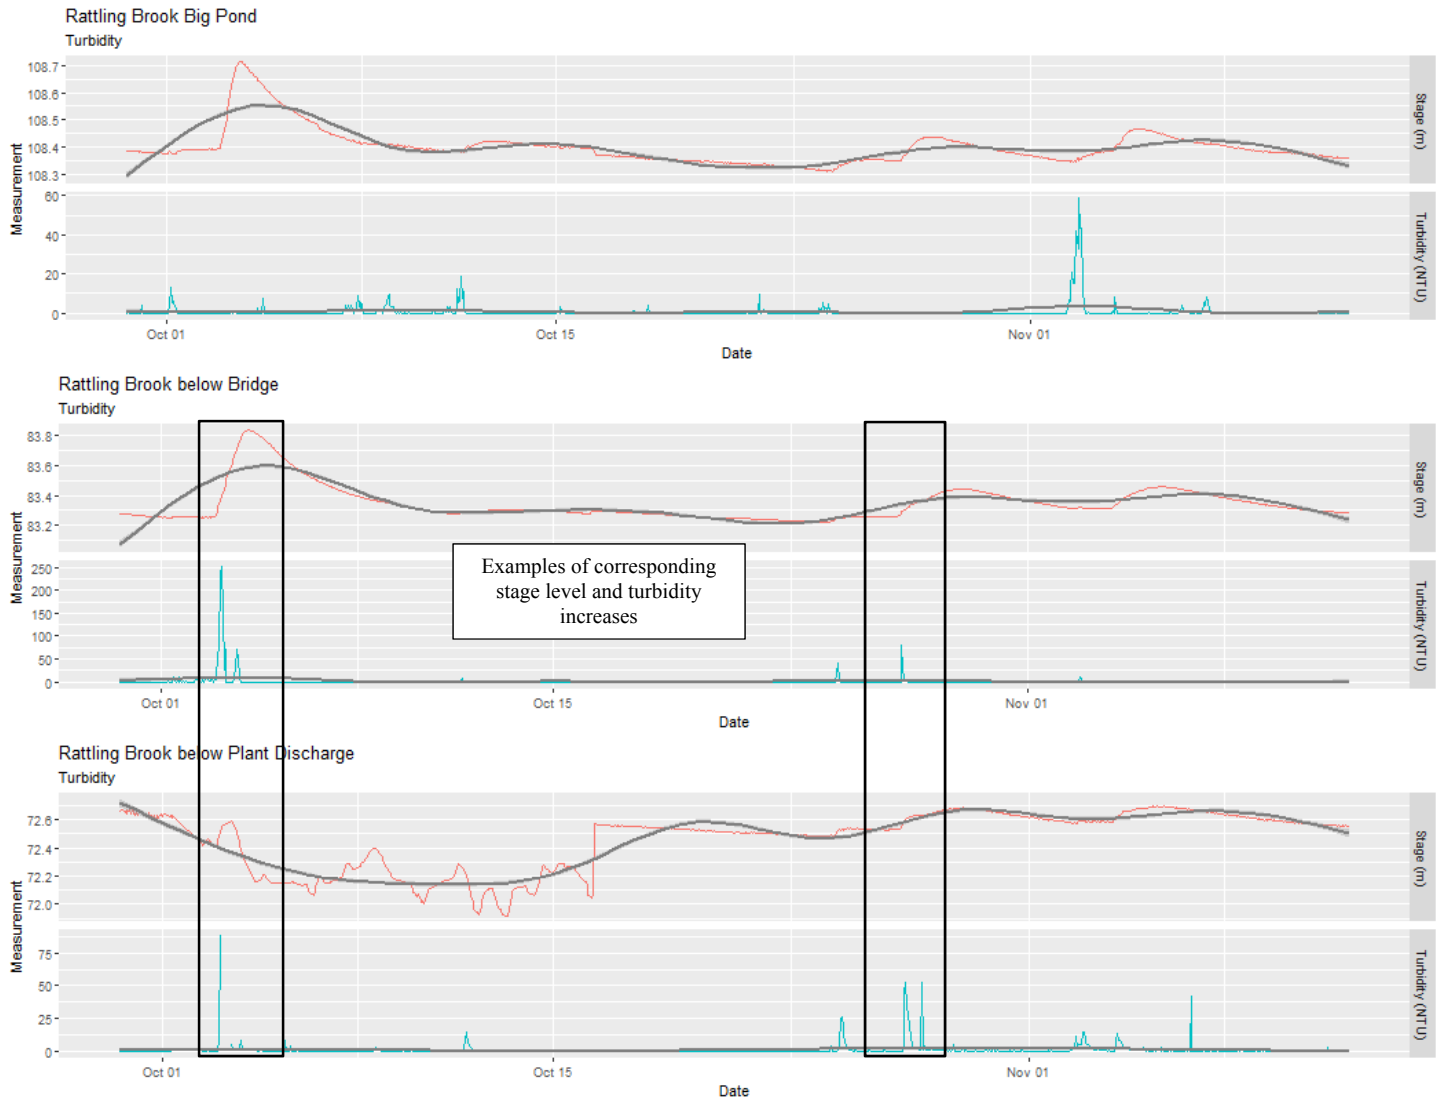 Rattling Brook Big Pond
Turbidity
108.7
108.6
108.5
108.4
108.3
Stage (m)
Measurement
60
40
20
0
Turbidity (NTU)
Oct 01
Oct 15
Nov 01
Date
Rattling Brook below Bridge
Turbidity
83.8
83.6
83.4
83.2
Stage (m)
Measurement
Examples of corresponding
stage level and turbidity
increases
250
200
150
100
50
0
Turbidity (NTU)
Oct 01
Oct 15
Nov 01
Date
Rattling Brook below Plant Discharge
Turbidity
72.6
72.4
72.2
72.0
Stage (m)
Measurement
75
50
25
0
Turbidity (NTU)
Oct 01
Oct 15
Nov 01
Date